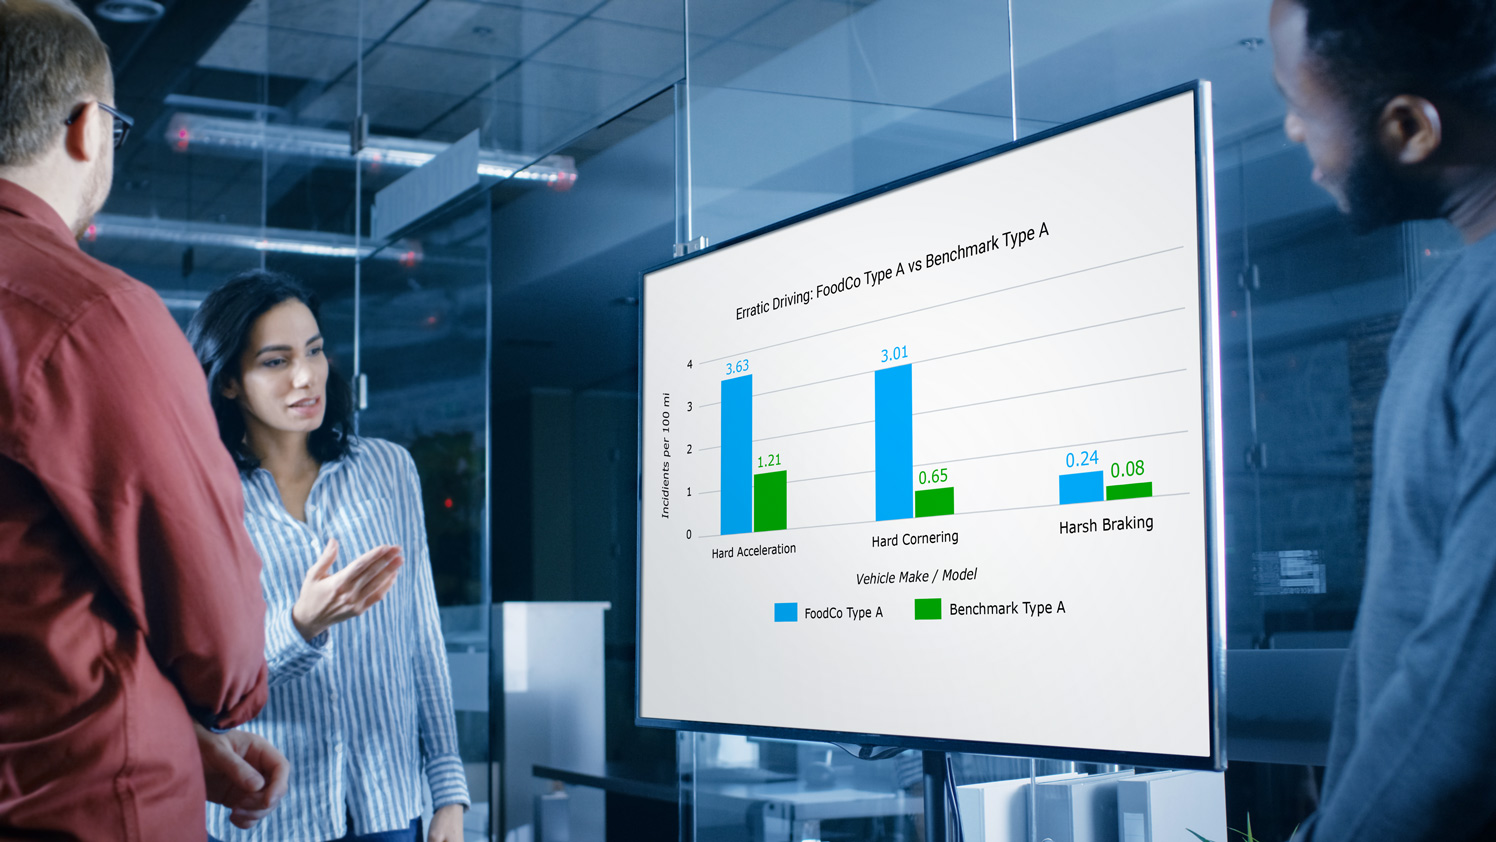 Erratic Driving: FoodCo Type A vs Benchmark Type A
Incidients per 100 mi
4
3
2
1
0
3.63
1.21
3.01
0.65
0.24
0.08
Hard Acceleration
Hard Cornering
Harsh Braking
Vehicle Make / Model
FoodCo Type A
Benchmark Type A